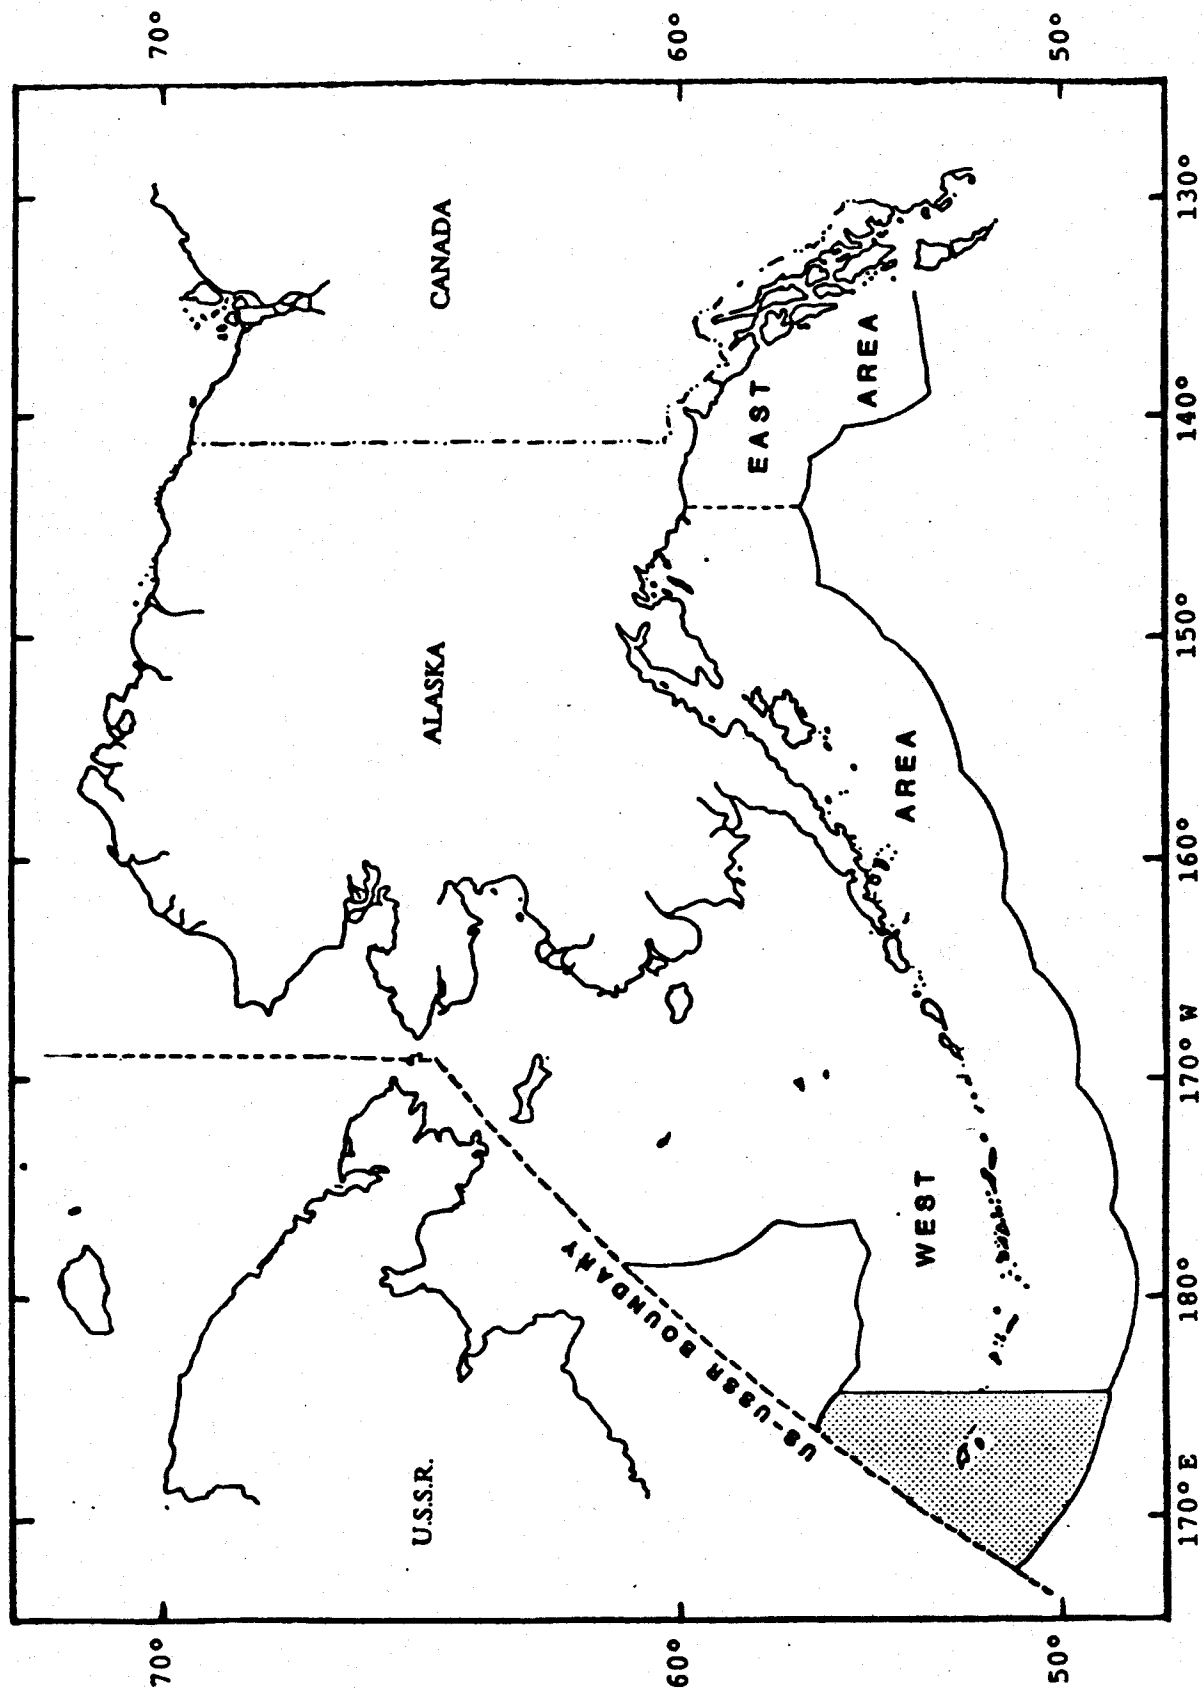 70°
60°
50°
CANADA
ALASKA
U.S.S.R.
EAST
AREA
WEST
AREA
US-USSR BOUNDARY
70°
60°
50°
170° E
180°
170° W
160°
150°
140°
130°